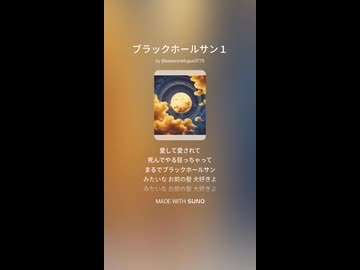 ブラックホールサン１
愛して愛されて
死んでやる狂っちゃって
まるでブラックホールサン
みたいな お前の髪 大好きよ
みたいな お前の髪 大好きよ
MADE WITH SUNO